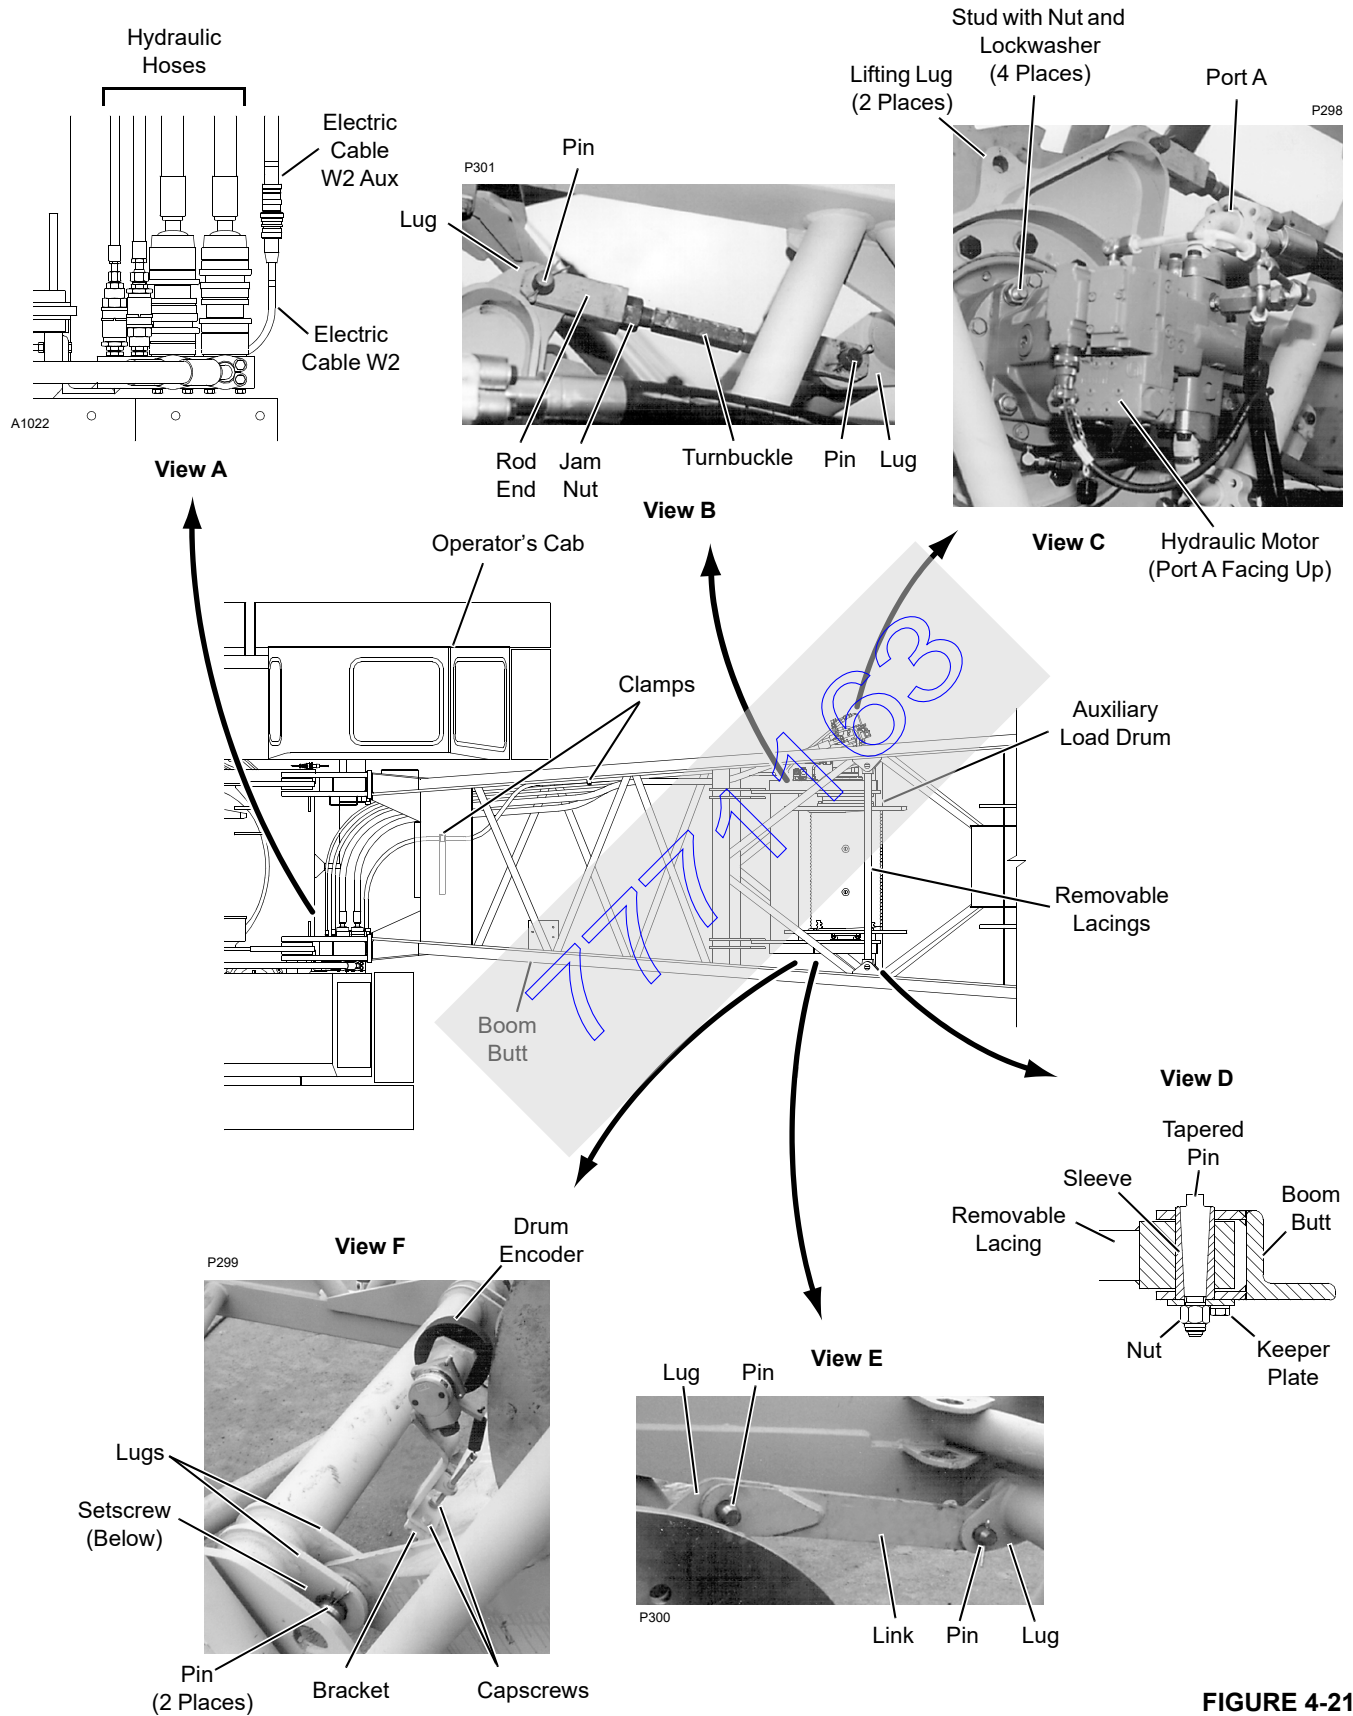 Hydraulic
Hoses
Electric
Cable
W2 Aux
Electric
Cable W2
A1022
View A
P301
Pin
Lug
Rod
End
Jam
Nut
Turnbuckle
Pin
Lug
View B
Stud with Nut and
Lockwasher
(4 Places)
Lifting Lug
(2 Places)
Port A
P298
View C
Hydraulic Motor
(Port A Facing Up)
Operator's Cab
Clamps
Auxiliary
Load Drum
Removable
Lacings
Boom
Butt
7771163
View D
Tapered
Pin
Sleeve
Removable
Lacing
Boom
Butt
Nut
Keeper
Plate
View F
P299
Drum
Encoder
Lugs
Setscrew
(Below)
Pin
(2 Places)
Bracket
Capscrews
View E
Lug
Pin
P300
Link
Pin
Lug
FIGURE 4-21